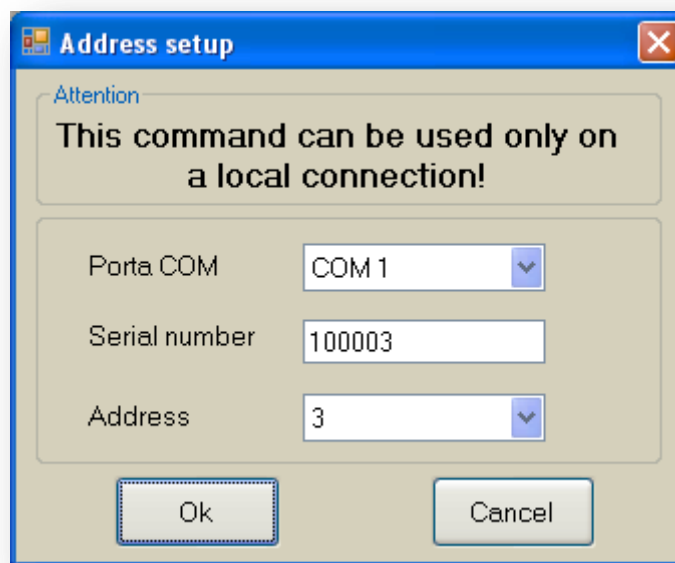 Address setup
Attention
This command can be used only on
a local connection!
Porta COM
COM 1
Serial number
100003
Address
3
Ok
Cancel